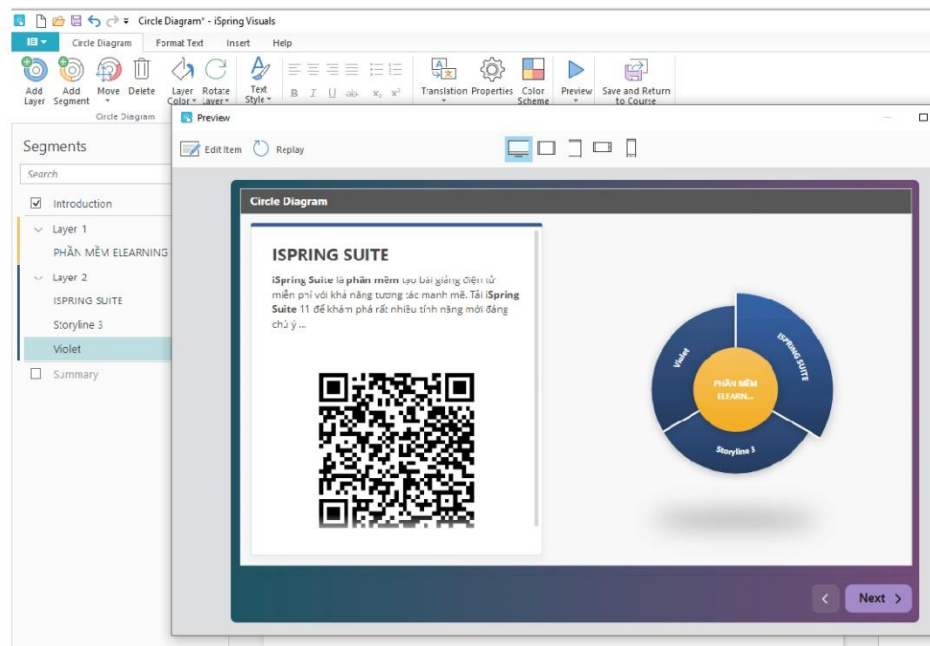 Circle Diagram* - iSpring Visuals
Circle Diagram Format Text Insert Help
Add Layer
Add Segment
Move
Delete
Layer Color
Rotate Layer
Text Style
B I U ab x₂ x²
Translation
Properties
Color Scheme
Preview
Save and Return to Course
Circle Diagram
Segments
Search
Introduction
Layer 1
PHẦN MỀM ELEARNING
Layer 2
ISPRING SUITE
Storyline 3
Violet
Summary
Preview
Edit Item Replay
Circle Diagram
ISPRING SUITE
iSpring Suite là phần mềm tạo bài giảng điện tử
miễn phí với khả năng tương tác mạnh mẽ. Tải iSpring
Suite 11 để khám phá rất nhiều tính năng mới đáng
chú ý ...
Violet
ISPRING SUITE
PHẦN MỀM
ELEARN...
Storyline 3
< Next >